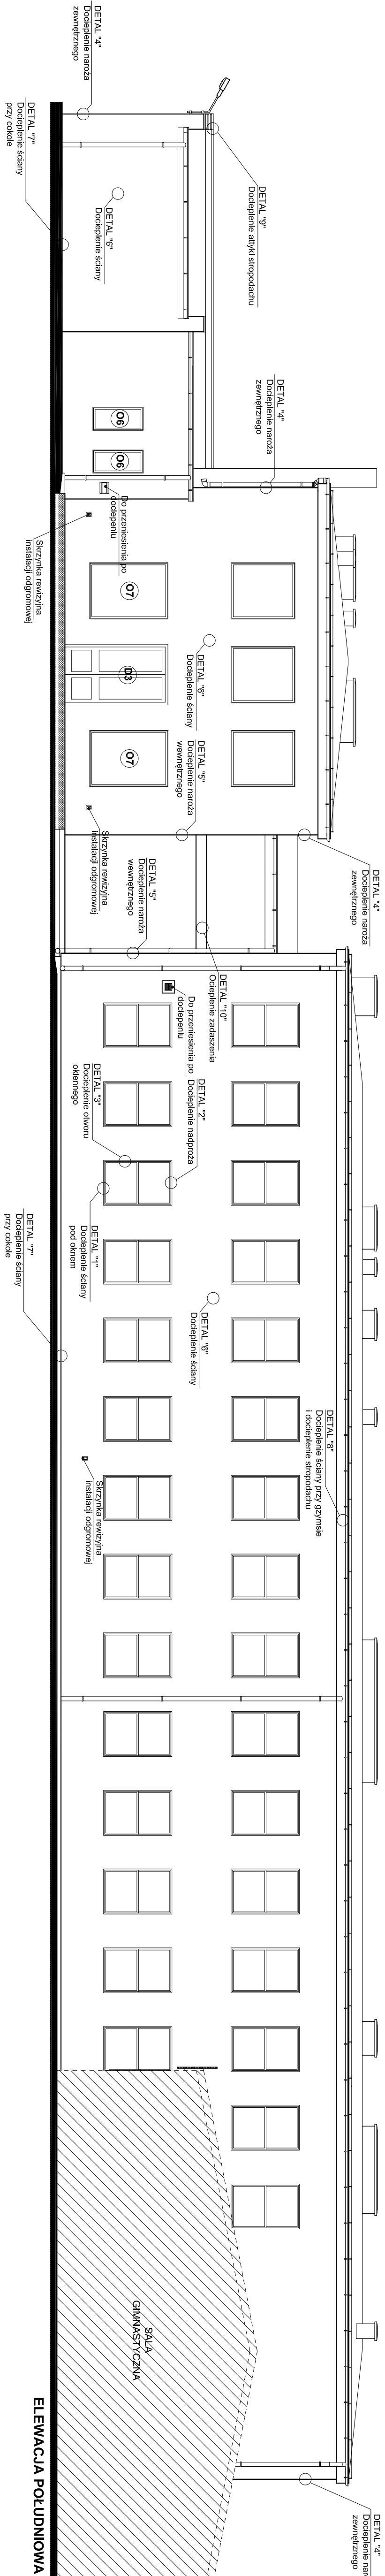 DETAL "4"
Docieplenie naroża
zewnętrznego
DETAL "7"
Docieplenie ściany
przy cokole
DETAL "6"
Docieplenie ściany
DETAL "9"
Docieplenie attyki stropodachu
DETAL "4"
Docieplenie naroża
zewnętrznego
O6
O6
Do przeniesienia po
dociepeniu
Skrzynka rewizyjna
instalacji odgromowej
O7
D3
O7
DETAL "6"
Docieplenie ściany
DETAL "5"
Docieplenie naroża
wewnętrznego
Skrzynka rewizyjna
instalacji odgromowej
DETAL "4"
Docieplenie naroża
zewnętrznego
DETAL "5"
Docieplenie naroża
wewnętrznego
DETAL "10"
Ocieplenie zadaszenia
Do przeniesienia po
dociepeniu
DETAL "2"
Docieplenie nadproża
DETAL "3"
Docieplenie otworu
okiennego
DETAL "1"
Docieplenie ściany
pod oknem
DETAL "7"
Docieplenie ściany
przy cokole
DETAL "6"
Docieplenie ściany
DETAL "8"
Docieplenie ściany przy gzymsie
i docieplenie stropodachu
Skrzynka rewizyjna
instalacji odgromowej
SALA
GIMNASTYCZNA
DETAL "4"
Docieplenie
zewnętrznego
ELEWACJA POŁUDNIOWA